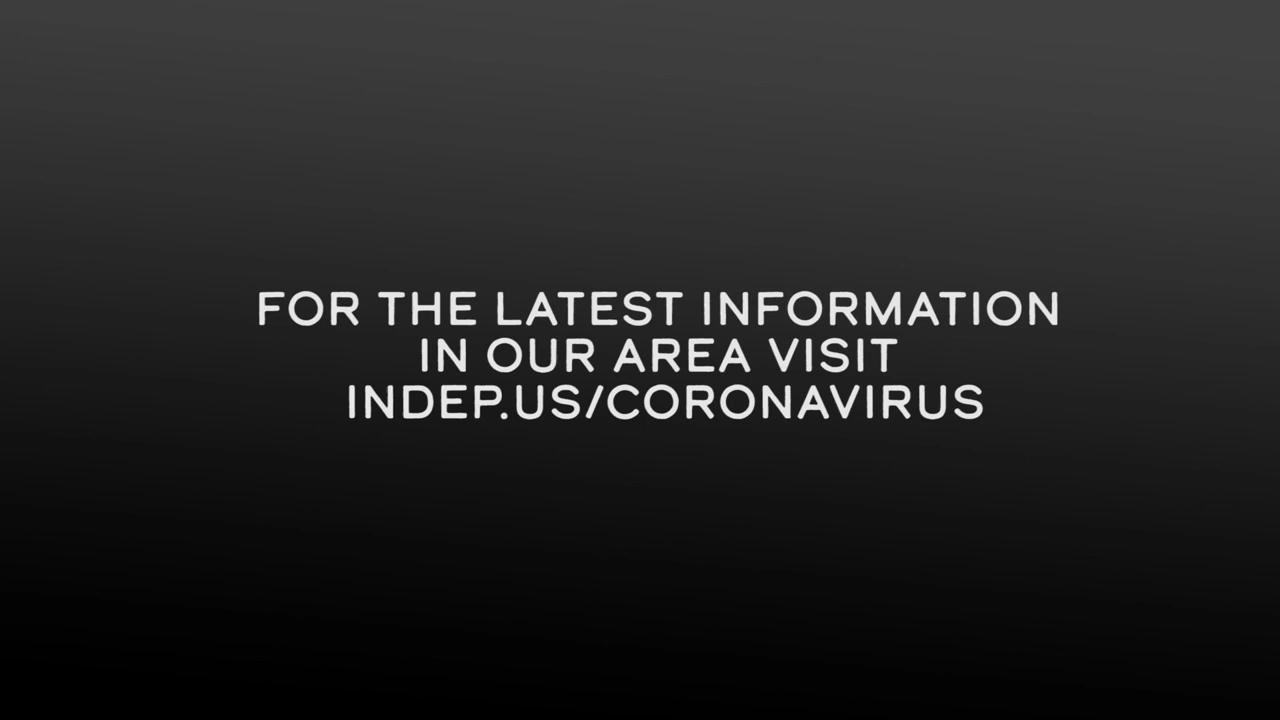 FOR THE LATEST INFORMATION
IN OUR AREA VISIT
INDEP.US/CORONAVIRUS